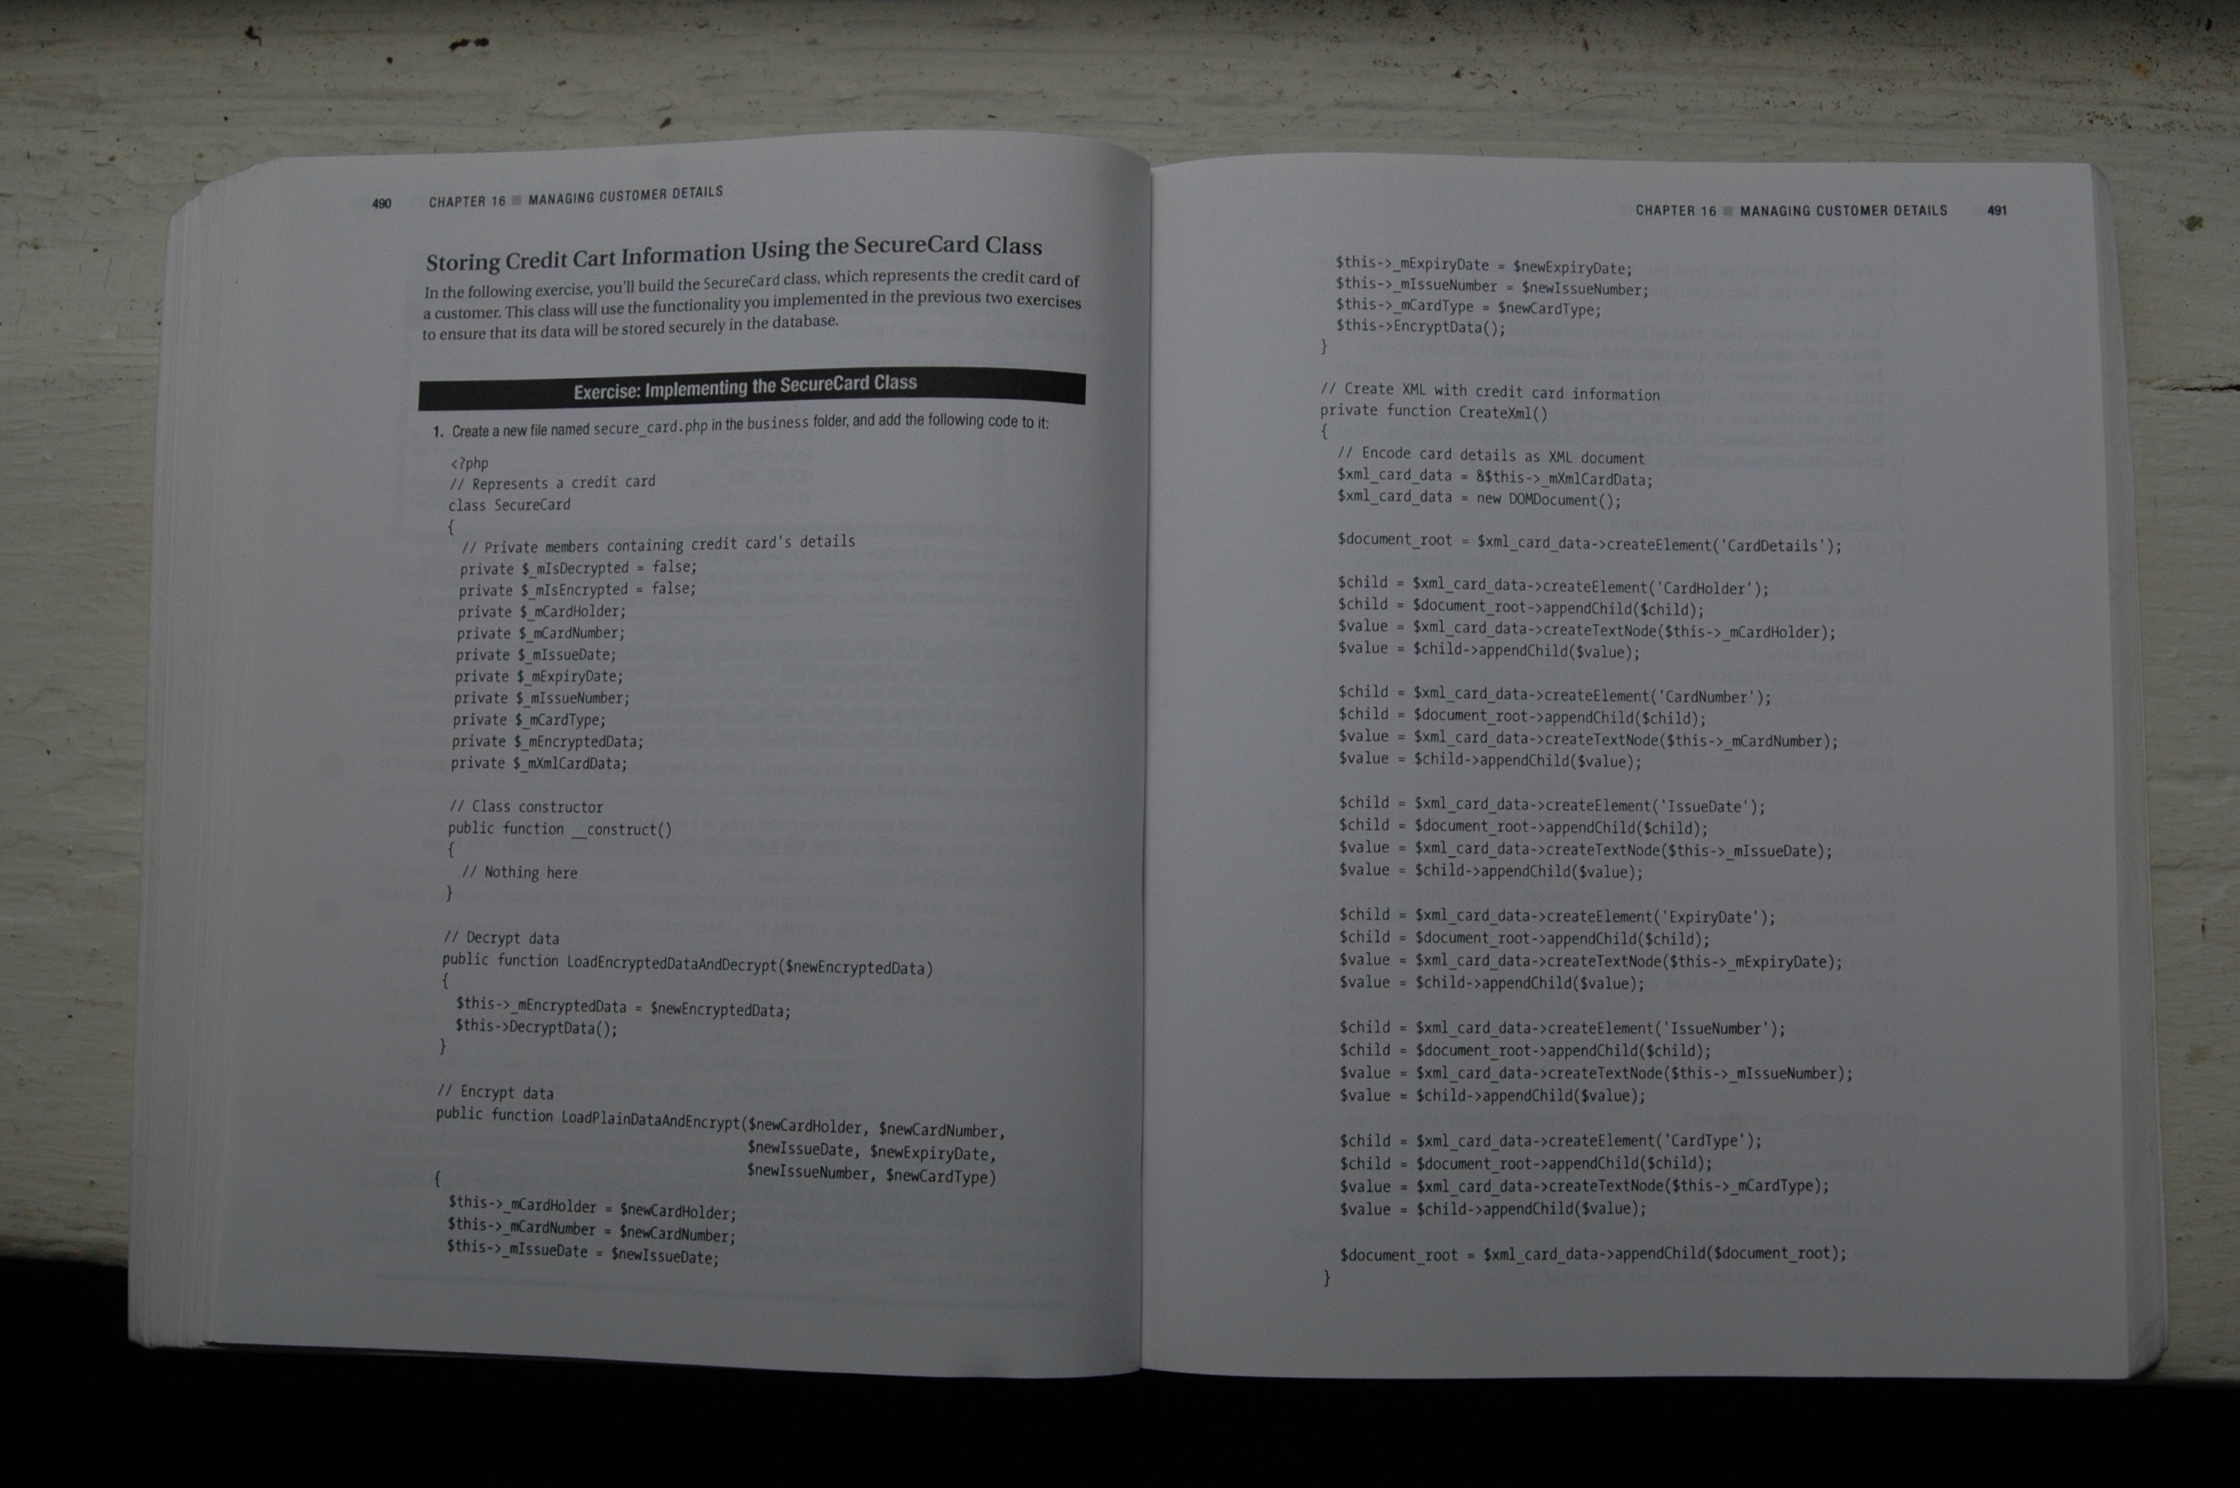 490 CHAPTER 16 ■ MANAGING CUSTOMER DETAILS
Storing Credit Cart Information Using the SecureCard Class
In the following exercise, you'll build the SecureCard class, which represents the credit card of
a customer. This class will use the functionality you implemented in the previous two exercises
to ensure that its data will be stored securely in the database.
Exercise: Implementing the SecureCard Class
1. Create a new file named secure_card.php in the business folder, and add the following code to it:
<?php
// Represents a credit card
class SecureCard
{
// Private members containing credit card's details
private $_mIsDecrypted = false;
private $_mIsEncrypted = false;
private $_mCardHolder;
private $_mCardNumber;
private $_mIssueDate;
private $_mExpiryDate;
private $_mIssueNumber;
private $_mCardType;
private $_mEncryptedData;
private $_mXmlCardData;
// Class constructor
public function __construct()
{
// Nothing here
}
// Decrypt data
public function LoadEncryptedDataAndDecrypt($newEncryptedData)
{
$this->_mEncryptedData = $newEncryptedData;
$this->DecryptData();
}
// Encrypt data
public function LoadPlainDataAndEncrypt($newCardHolder, $newCardNumber,
$newIssueDate, $newExpiryDate,
$newIssueNumber, $newCardType)
{
$this->_mCardHolder = $newCardHolder;
$this->_mCardNumber = $newCardNumber;
$this->_mIssueDate = $newIssueDate;
CHAPTER 16 ■ MANAGING CUSTOMER DETAILS 491
$this->_mExpiryDate = $newExpiryDate;
$this->_mIssueNumber = $newIssueNumber;
$this->_mCardType = $newCardType;
$this->EncryptData();
}
// Create XML with credit card information
private function CreateXml()
{
// Encode card details as XML document
$xml_card_data = &$this->_mXmlCardData;
$xml_card_data = new DOMDocument();
$document_root = $xml_card_data->createElement('CardDetails');
$child = $xml_card_data->createElement('CardHolder');
$child = $document_root->appendChild($child);
$value = $xml_card_data->createTextNode($this->_mCardHolder);
$value = $child->appendChild($value);
$child = $xml_card_data->createElement('CardNumber');
$child = $document_root->appendChild($child);
$value = $xml_card_data->createTextNode($this->_mCardNumber);
$value = $child->appendChild($value);
$child = $xml_card_data->createElement('IssueDate');
$child = $document_root->appendChild($child);
$value = $xml_card_data->createTextNode($this->_mIssueDate);
$value = $child->appendChild($value);
$child = $xml_card_data->createElement('ExpiryDate');
$child = $document_root->appendChild($child);
$value = $xml_card_data->createTextNode($this->_mExpiryDate);
$value = $child->appendChild($value);
$child = $xml_card_data->createElement('IssueNumber');
$child = $document_root->appendChild($child);
$value = $xml_card_data->createTextNode($this->_mIssueNumber);
$value = $child->appendChild($value);
$child = $xml_card_data->createElement('CardType');
$child = $document_root->appendChild($child);
$value = $xml_card_data->createTextNode($this->_mCardType);
$value = $child->appendChild($value);
$document_root = $xml_card_data->appendChild($document_root);
}